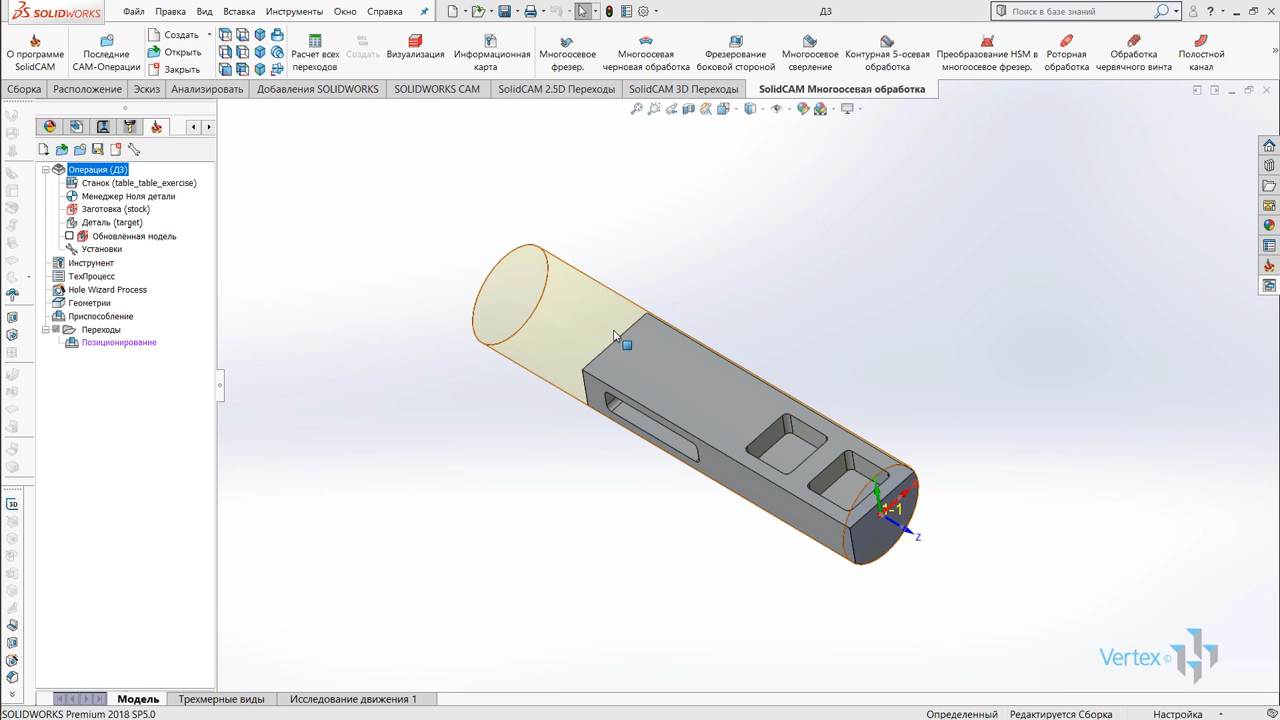 SOLIDWORKS Файл Правка Вид Вставка Инструменты Окно Справка ДЗ Поиск в базе знаний
О программе SolidCAM
Последние CAM-Операции
Создать
Открыть
Закрыть
Расчет всех переходов
Создать
Визуализация
Информационная карта
Многоосевое фрезер.
Многоосевая черновая обработка
Фрезерование боковой стороной
Многоосевое сверление
Контурная 5-осевая обработка
Преобразование HSM в многоосевое фрезер.
Роторная обработка
Обработка червячного винта
Полостной канал
Сборка Расположение Эскиз Анализировать Добавления SOLIDWORKS SOLIDWORKS CAM SolidCAM 2.5D Переходы SolidCAM 3D Переходы SolidCAM Многоосевая обработка
Операция (ДЗ)
Станок (table_table_exercise)
Менеджер Ноля детали
Заготовка (stock)
Деталь (target)
Обновлённая модель
Установки
Инструмент
ТехПроцесс
Hole Wizard Process
Геометрии
Приспособление
Переходы
Позиционирование
1-1
Z
Vertex ©
Модель Трехмерные виды Исследование движения 1
SOLIDWORKS Premium 2018 SP5.0 Определенный Редактируется Сборка Настройка